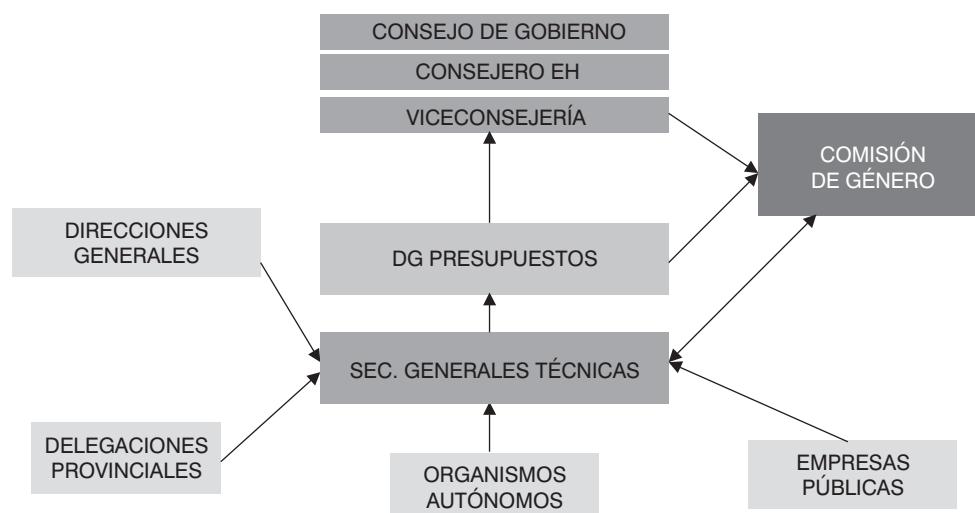 CONSEJO DE GOBIERNO
CONSEJERO EH
VICECONSEJERÍA
COMISIÓN
DE GÉNERO
DIRECCIONES
GENERALES
DG PRESUPUESTOS
SEC. GENERALES TÉCNICAS
DELEGACIONES
PROVINCIALES
ORGANISMOS
AUTÓNOMOS
EMPRESAS
PÚBLICAS